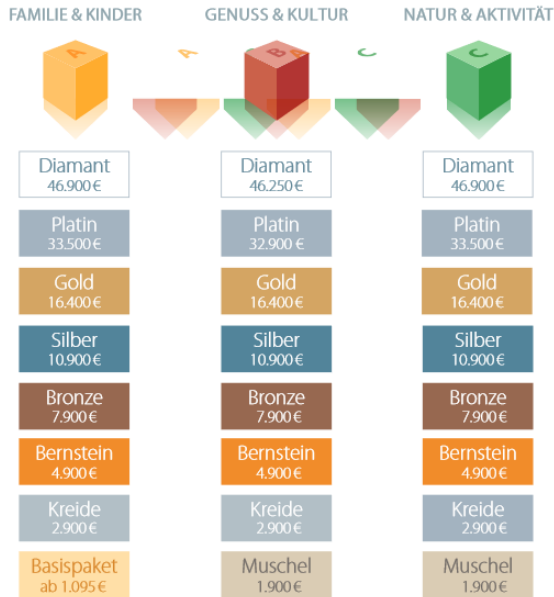 FAMILIE & KINDER
GENUSS & KULTUR
NATUR & AKTIVITÄT
A
A
C
B
A
C
C
Diamant
46.900 €
Diamant
46.250 €
Diamant
46.900 €
Platin
33.500 €
Platin
32.900 €
Platin
33.500 €
Gold
16.400 €
Gold
16.400 €
Gold
16.400 €
Silber
10.900 €
Silber
10.900 €
Silber
10.900 €
Bronze
7.900 €
Bronze
7.900 €
Bronze
7.900 €
Bernstein
4.900 €
Bernstein
4.900 €
Bernstein
4.900 €
Kreide
2.900 €
Kreide
2.900 €
Kreide
2.900 €
Basispaket
ab 1.095 €
Muschel
1.900 €
Muschel
1.900 €